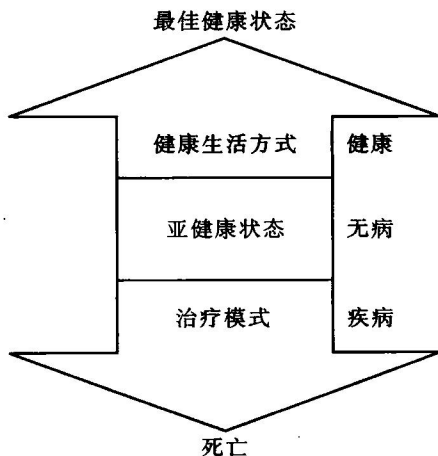 最佳健康状态
健康生活方式 健康
亚健康状态 无病
治疗模式 疾病
死亡